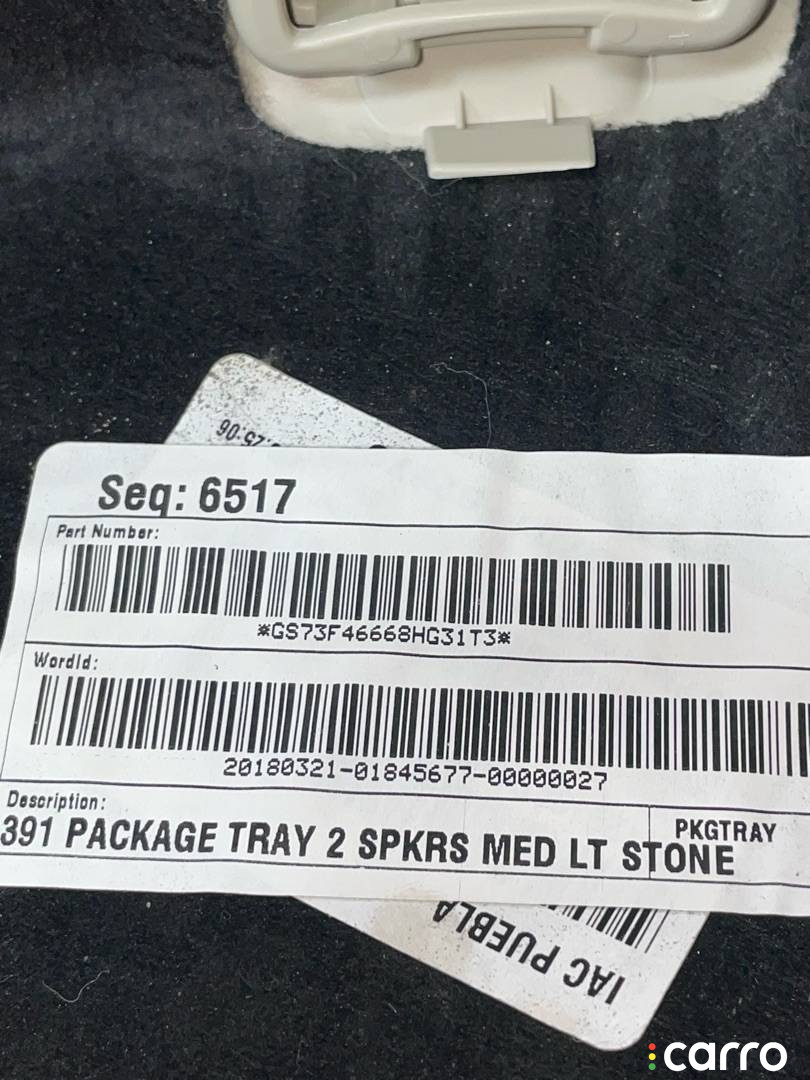 Seq: 6517
Part Number:
*GS73F46668HG31T3*
WordId:
20180321-01845677-00000027
Description:
PKGTRAY
391 PACKAGE TRAY 2 SPKRS MED LT STONE
IAC PUEBLA
carro